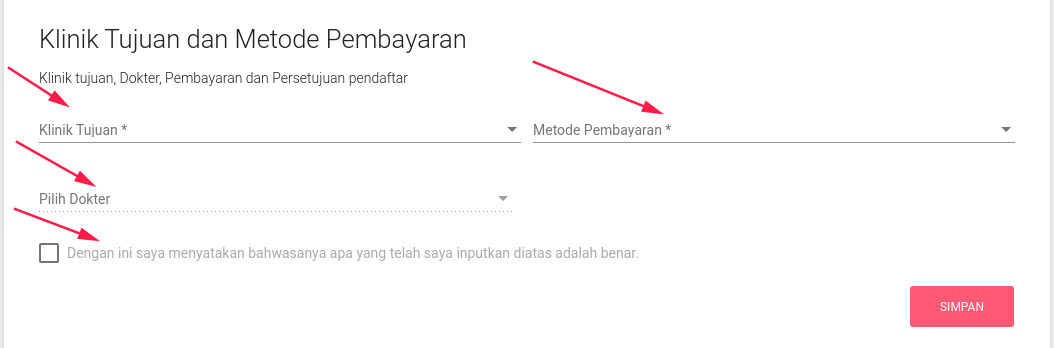 Klinik Tujuan dan Metode Pembayaran
Klinik tujuan, Dokter, Pembayaran dan Persetujuan pendaftar
Klinik Tujuan *
Metode Pembayaran *
Pilih Dokter
Dengan ini saya menyatakan bahwasanya apa yang telah saya inputkan diatas adalah benar.
SIMPAN